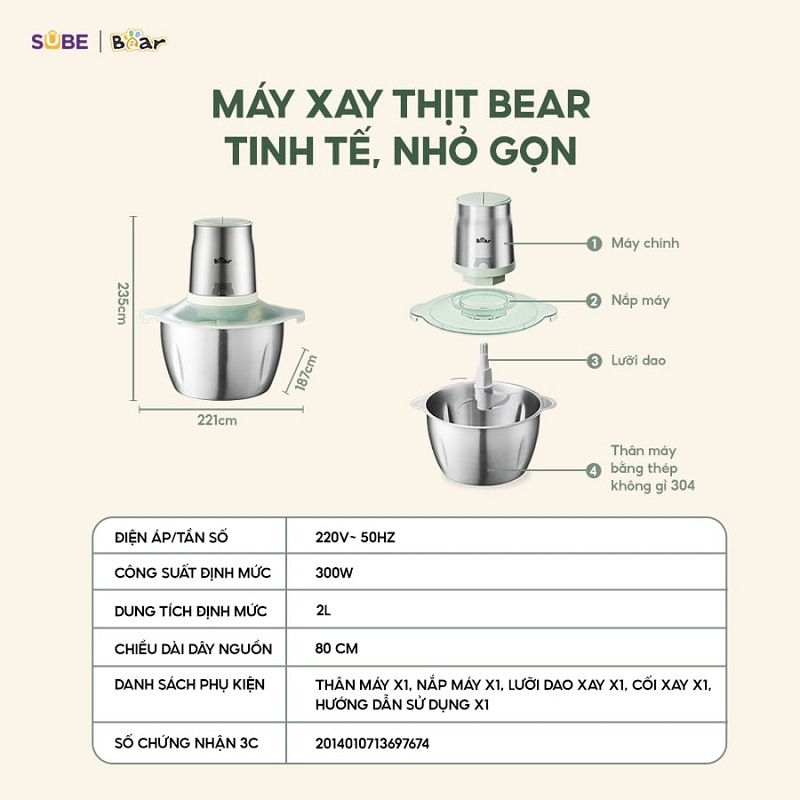 SUBE | Bear
MÁY XAY THỊT BEAR
TINH TẾ, NHỎ GỌN
Bear
235cm
187cm
221cm
Bear
1 Máy chính
2 Nắp máy
3 Lưỡi dao
4 Thân máy
bằng thép
không gỉ 304
ĐIỆN ÁP/TẦN SỐ 220V~ 50HZ
CÔNG SUẤT ĐỊNH MỨC 300W
DUNG TÍCH ĐỊNH MỨC 2L
CHIỀU DÀI DÂY NGUỒN 80 CM
DANH SÁCH PHỤ KIỆN THÂN MÁY X1, NẮP MÁY X1, LƯỠI DAO XAY X1, CỐI XAY X1,
HƯỚNG DẪN SỬ DỤNG X1
SỐ CHỨNG NHẬN 3C 2014010713697674